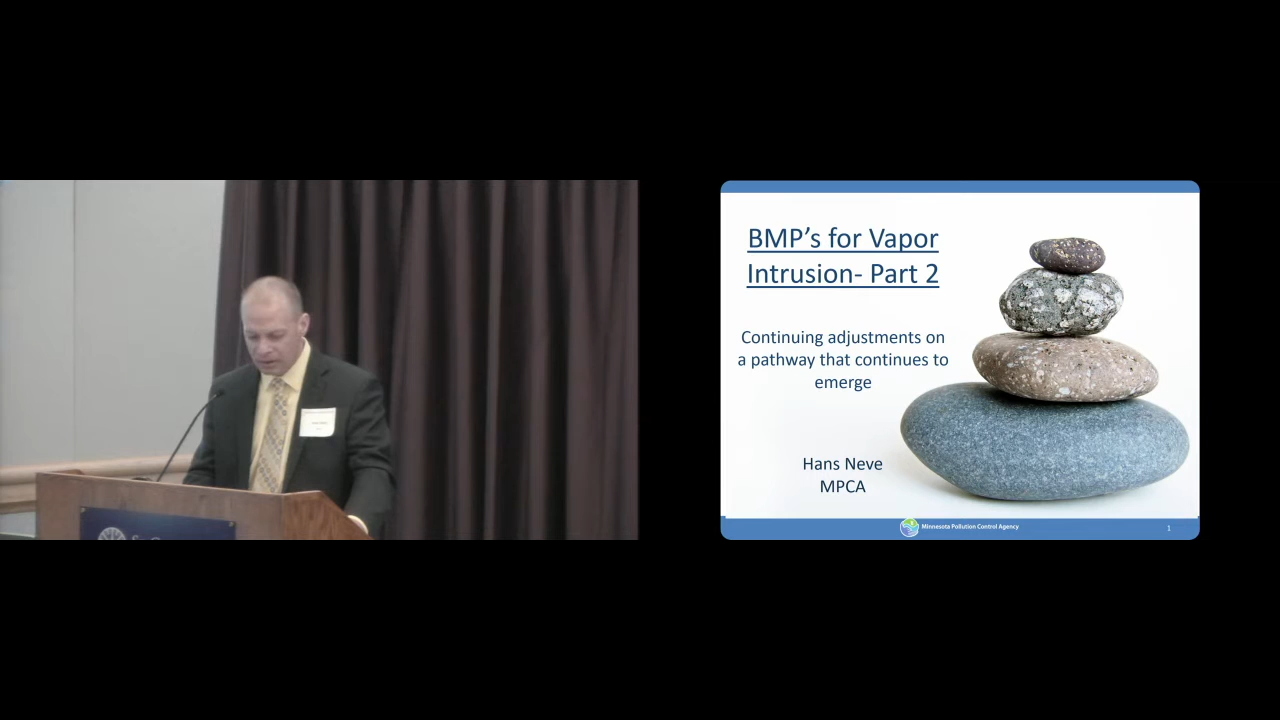 BMP's for Vapor
Intrusion- Part 2
Continuing adjustments on
a pathway that continues to
emerge
Hans Neve
MPCA
Minnesota Pollution Control Agency
1